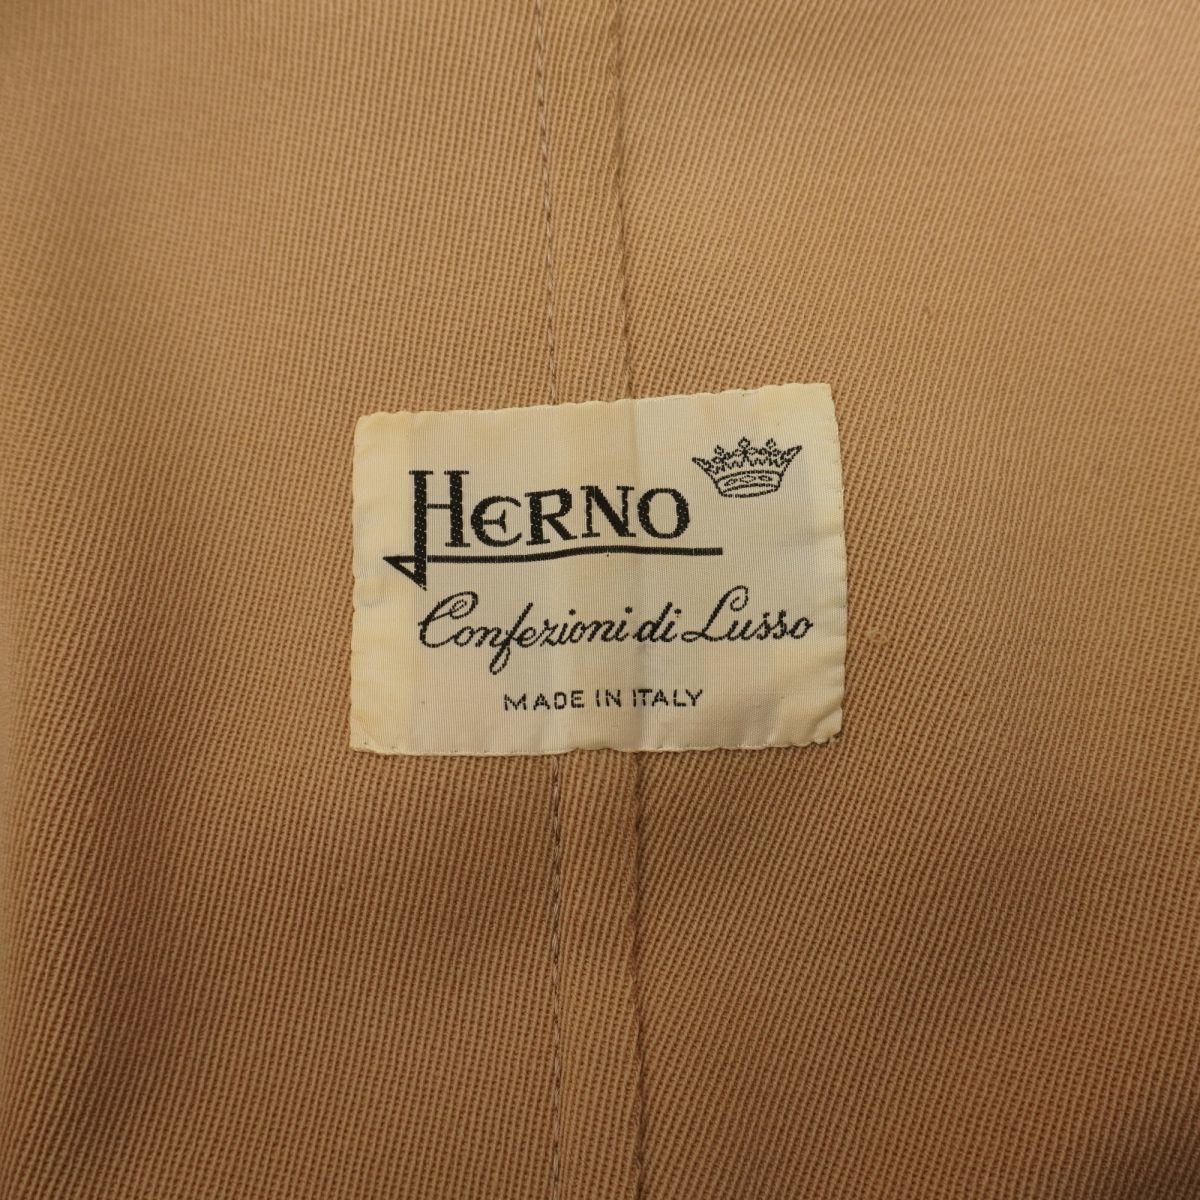 HERNO
Confezioni di Lusso
MADE IN ITALY